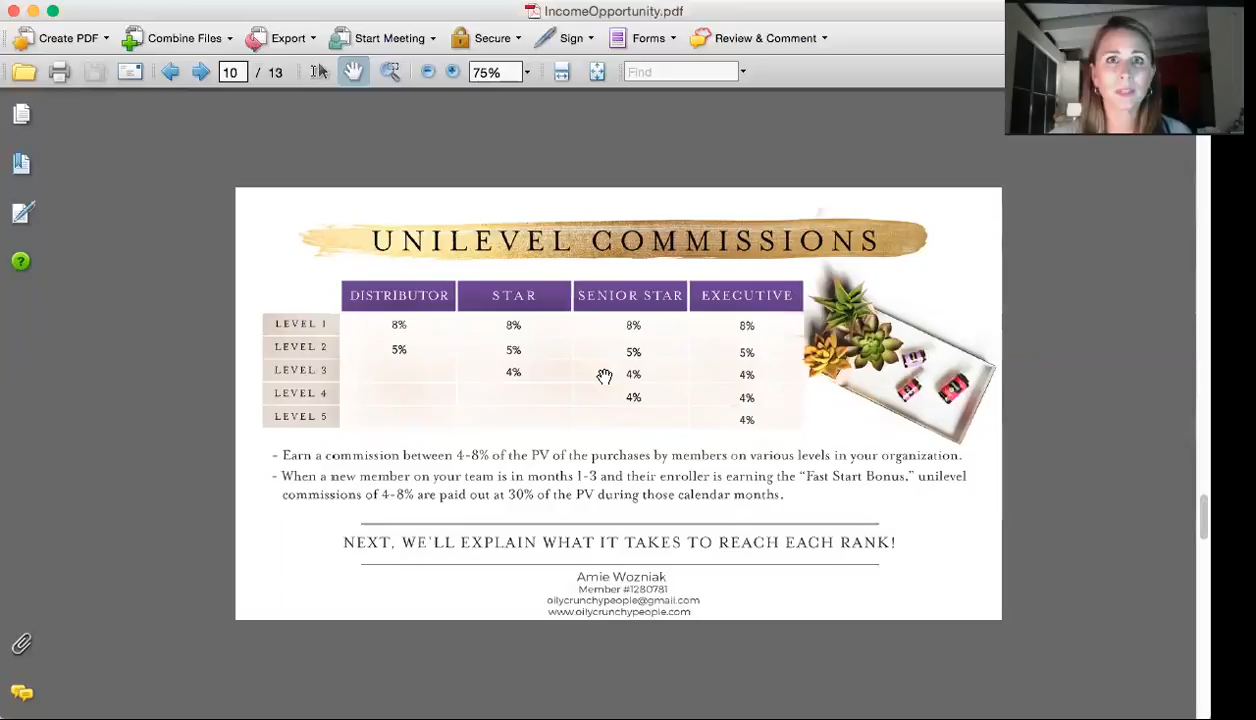 IncomeOpportunity.pdf
Create PDF Combine Files Export Start Meeting Secure Sign Forms Review & Comment
10 / 13 75% Find
UNILEVEL COMMISSIONS
DISTRIBUTOR STAR SENIOR STAR EXECUTIVE
LEVEL 1 8% 8% 8% 8%
LEVEL 2 5% 5% 5% 5%
LEVEL 3 4% 4% 4%
LEVEL 4 4% 4%
LEVEL 5 4%
- Earn a commission between 4-8% of the PV of the purchases by members on various levels in your organization.
- When a new member on your team is in months 1-3 and their enroller is earning the "Fast Start Bonus," unilevel
commissions of 4-8% are paid out at 30% of the PV during those calendar months.
NEXT, WE'LL EXPLAIN WHAT IT TAKES TO REACH EACH RANK!
Amie Wozniak
Member #1280781
oilycrunchypeople@gmail.com
www.oilycrunchypeople.com